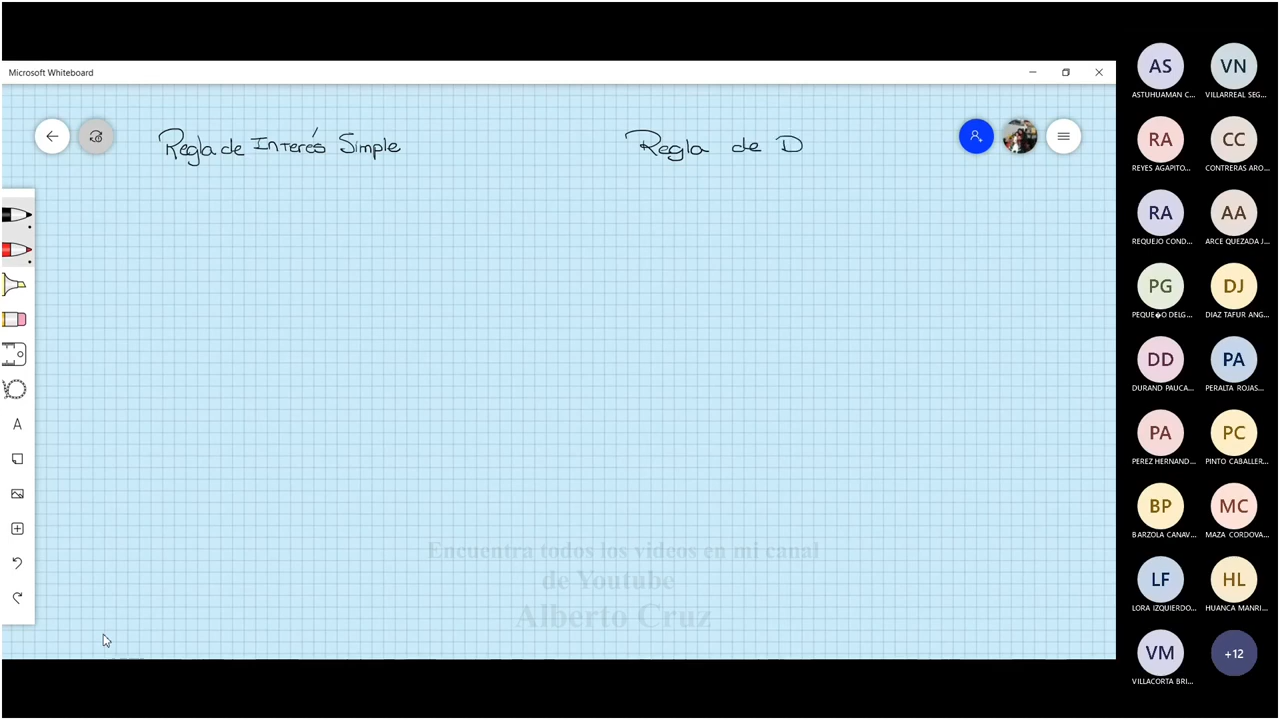 Microsoft Whiteboard
Regla de Interés Simple
Regla de D
A
Encuentra todos los videos en mi canal
de Youtube
Alberto Cruz
AS
ASTUHUAMAN C...
VN
VILLARREAL SEG...
RA
REYES AGAPITO...
CC
CONTRERAS ARO...
RA
REQUEJO COND...
AA
ARCE QUEZADA J...
PG
PEQUE�O DELG...
DJ
DIAZ TAFUR ANG...
DD
DURAND PAUCA...
PA
PERALTA ROJAS...
PA
PEREZ HERNAND...
PC
PINTO CABALLER...
BP
BARZOLA CANAV...
MC
MAZA CORDOVA...
LF
LORA IZQUIERDO...
HL
HUANCA MANRI...
VM
VILLACORTA BRI...
+12